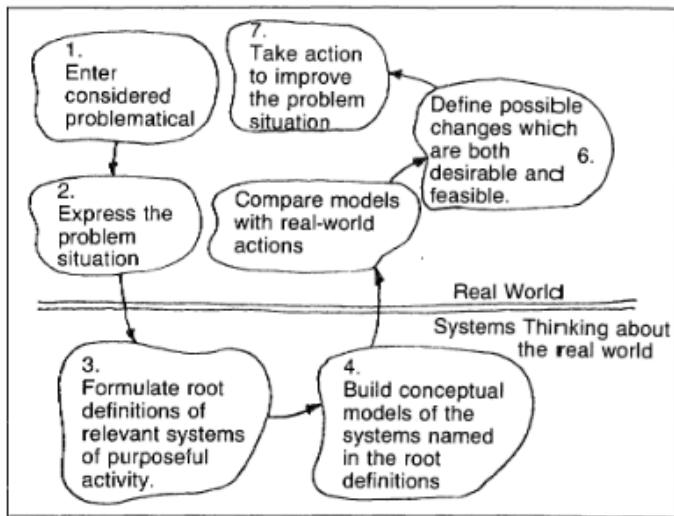 1.
Enter
considered
problematical
2.
Express the
problem
situation
3.
Formulate root
definitions of
relevant systems
of purposeful
activity.
4.
Build conceptual
models of the
systems named
in the root
definitions
Compare models
with real-world
actions
Define possible
changes which
are both
desirable and 6.
feasible.
7.
Take action
to improve
the problem
situation
Real World
Systems Thinking about
the real world